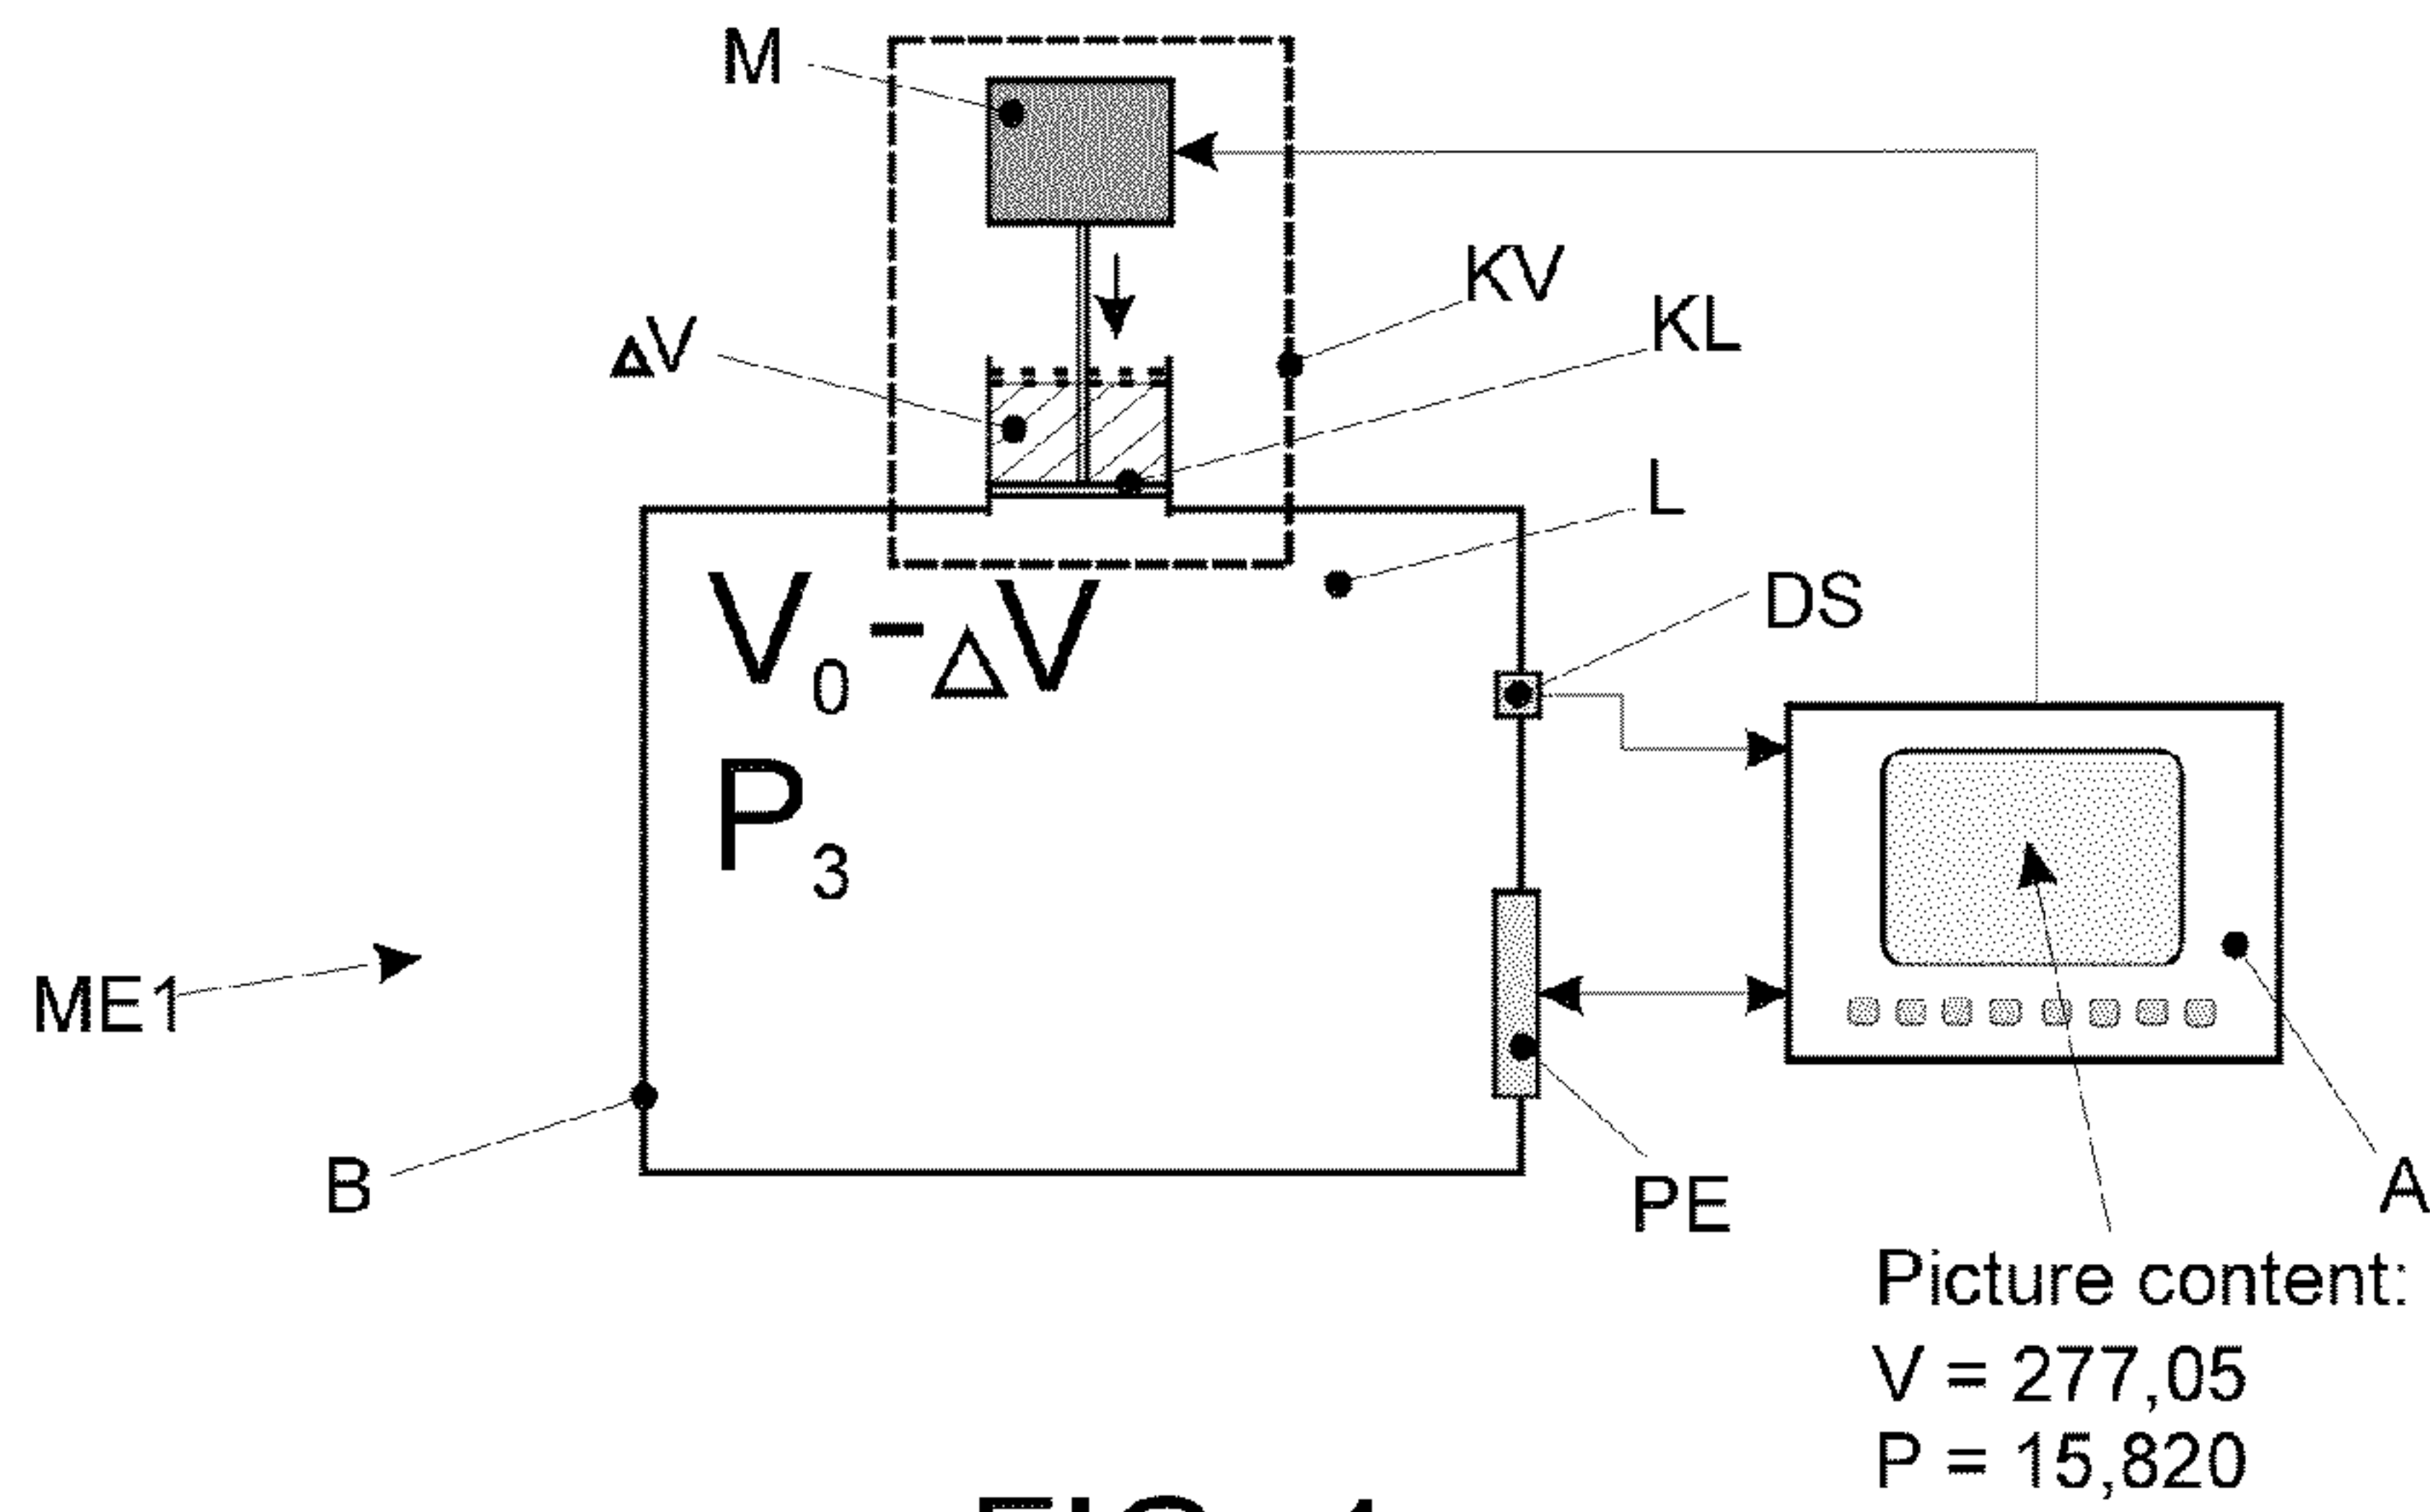 M
KV
KL
ΔV
L
DS
V0-ΔV
P3
ME1
B
PE
A
Picture content:
V = 277,05
P = 15,820